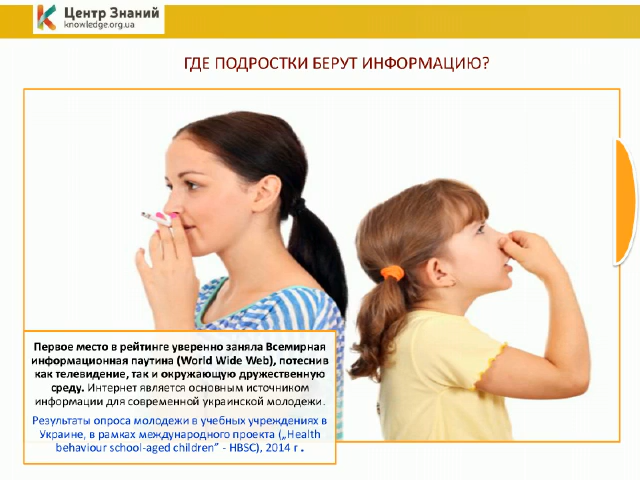 Центр Знаний
knowledge.org.ua
ГДЕ ПОДРОСТКИ БЕРУТ ИНФОРМАЦИЮ?
Первое место в рейтинге уверенно заняла Всемирная
информационная паутина (World Wide Web), потеснив
как телевидение, так и окружающую дружественную
среду. Интернет является основным источником
информации для современной украинской молодежи.
Результаты опроса молодежи в учебных учреждениях в
Украине, в рамках международного проекта („Health
behaviour school-aged children” - HBSC), 2014 г .